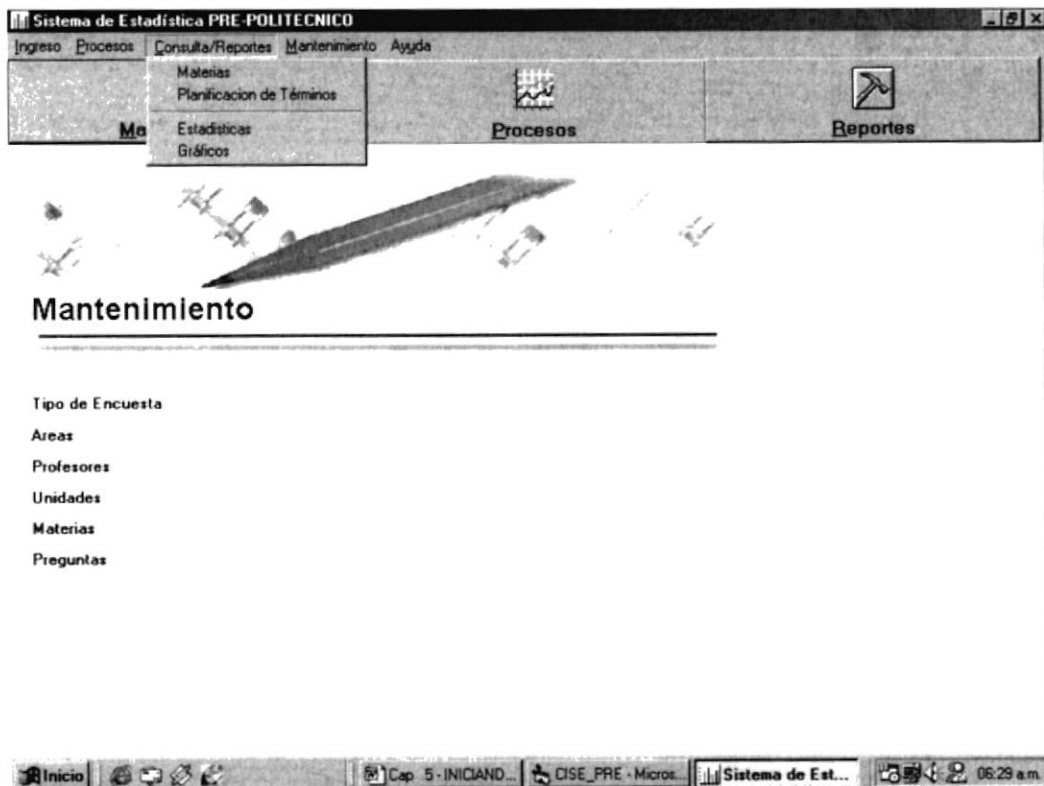 Sistema de Estadística PRE-POLITECNICO
Ingreso Procesos Consulta/Reportes Mantenimiento Ayuda
Materias
Planificacion de Términos
Estadisticas
Gráficos
Ma
Procesos
Reportes
Mantenimiento
Tipo de Encuesta
Areas
Profesores
Unidades
Materias
Preguntas
Inicio
Cap 5 - INICIAND...
CISE_PRE - Micros...
Sistema de Est...
06:29 a.m.